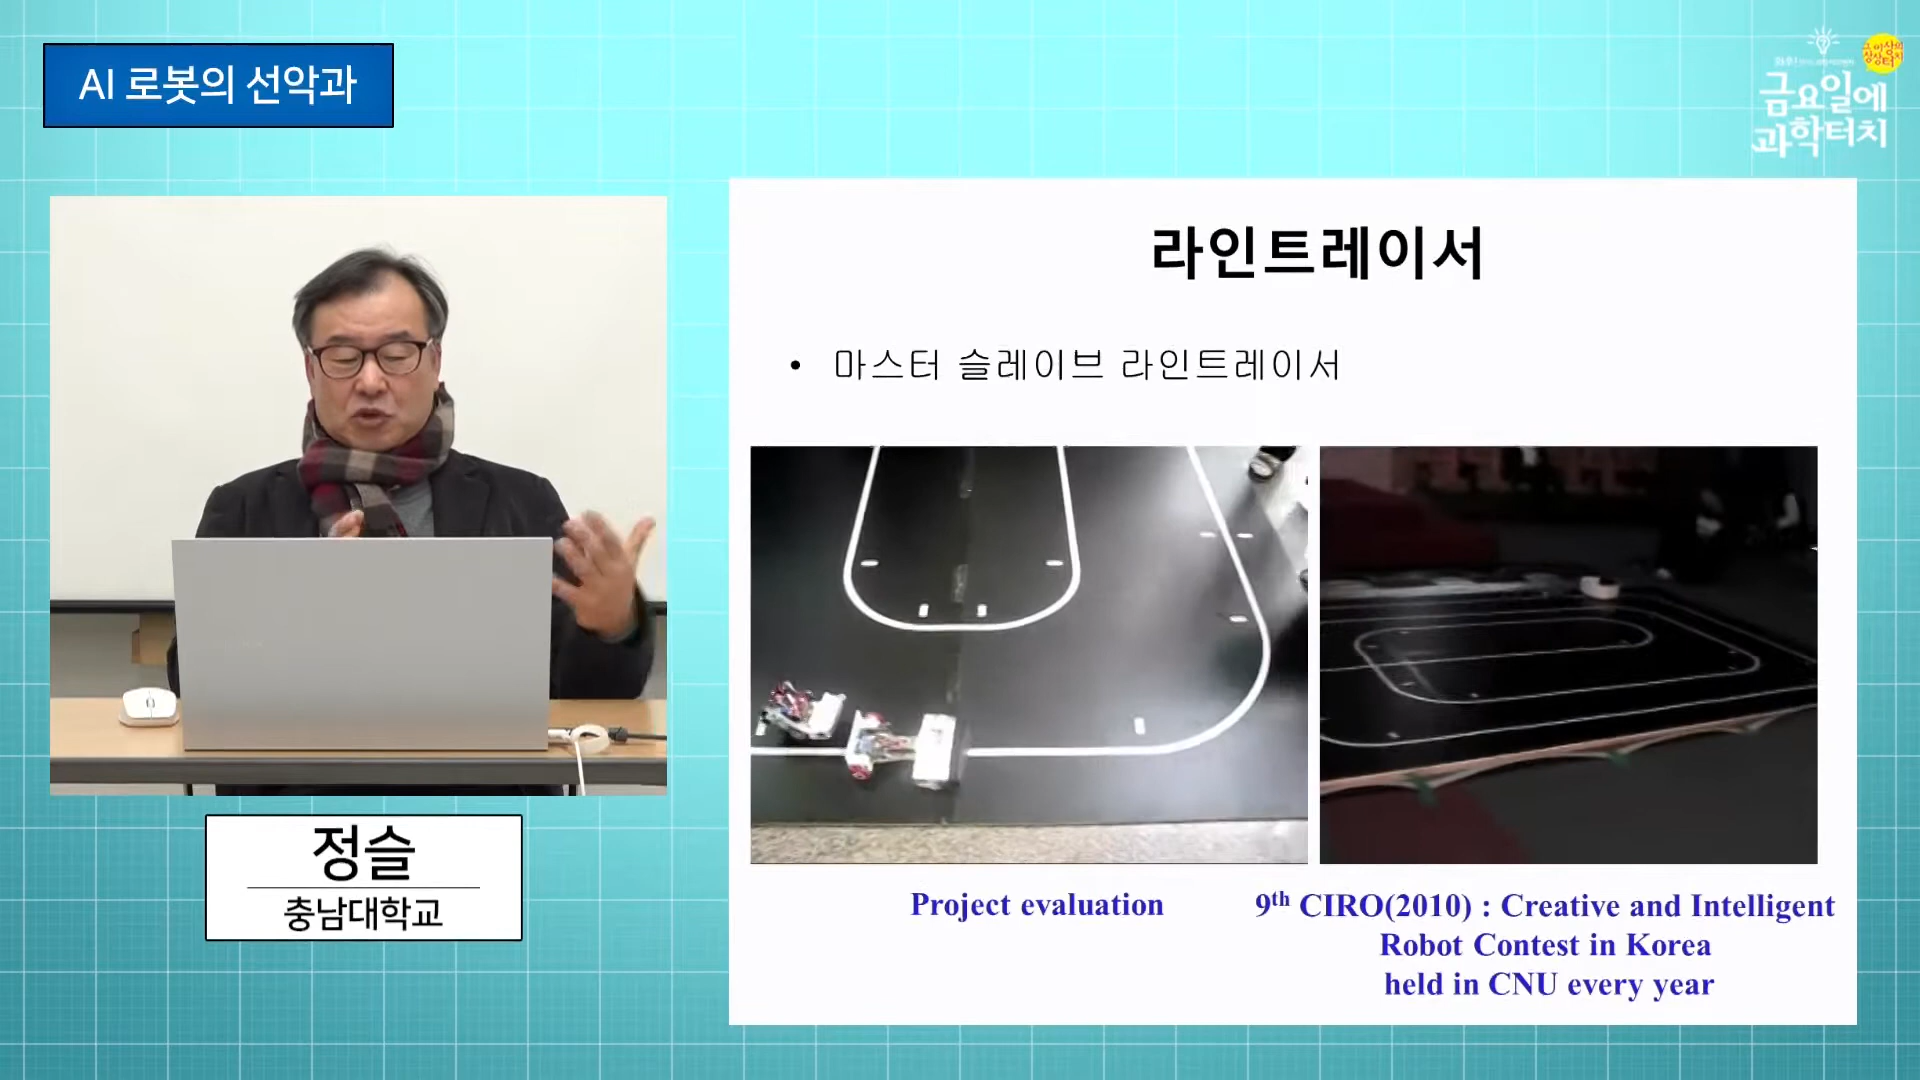 AI 로봇의 선악과
금요일에
과학터치
라인트레이서
• 마스터 슬레이브 라인트레이서
Project evaluation
9th CIRO(2010) : Creative and Intelligent
Robot Contest in Korea
held in CNU every year
정슬
충남대학교